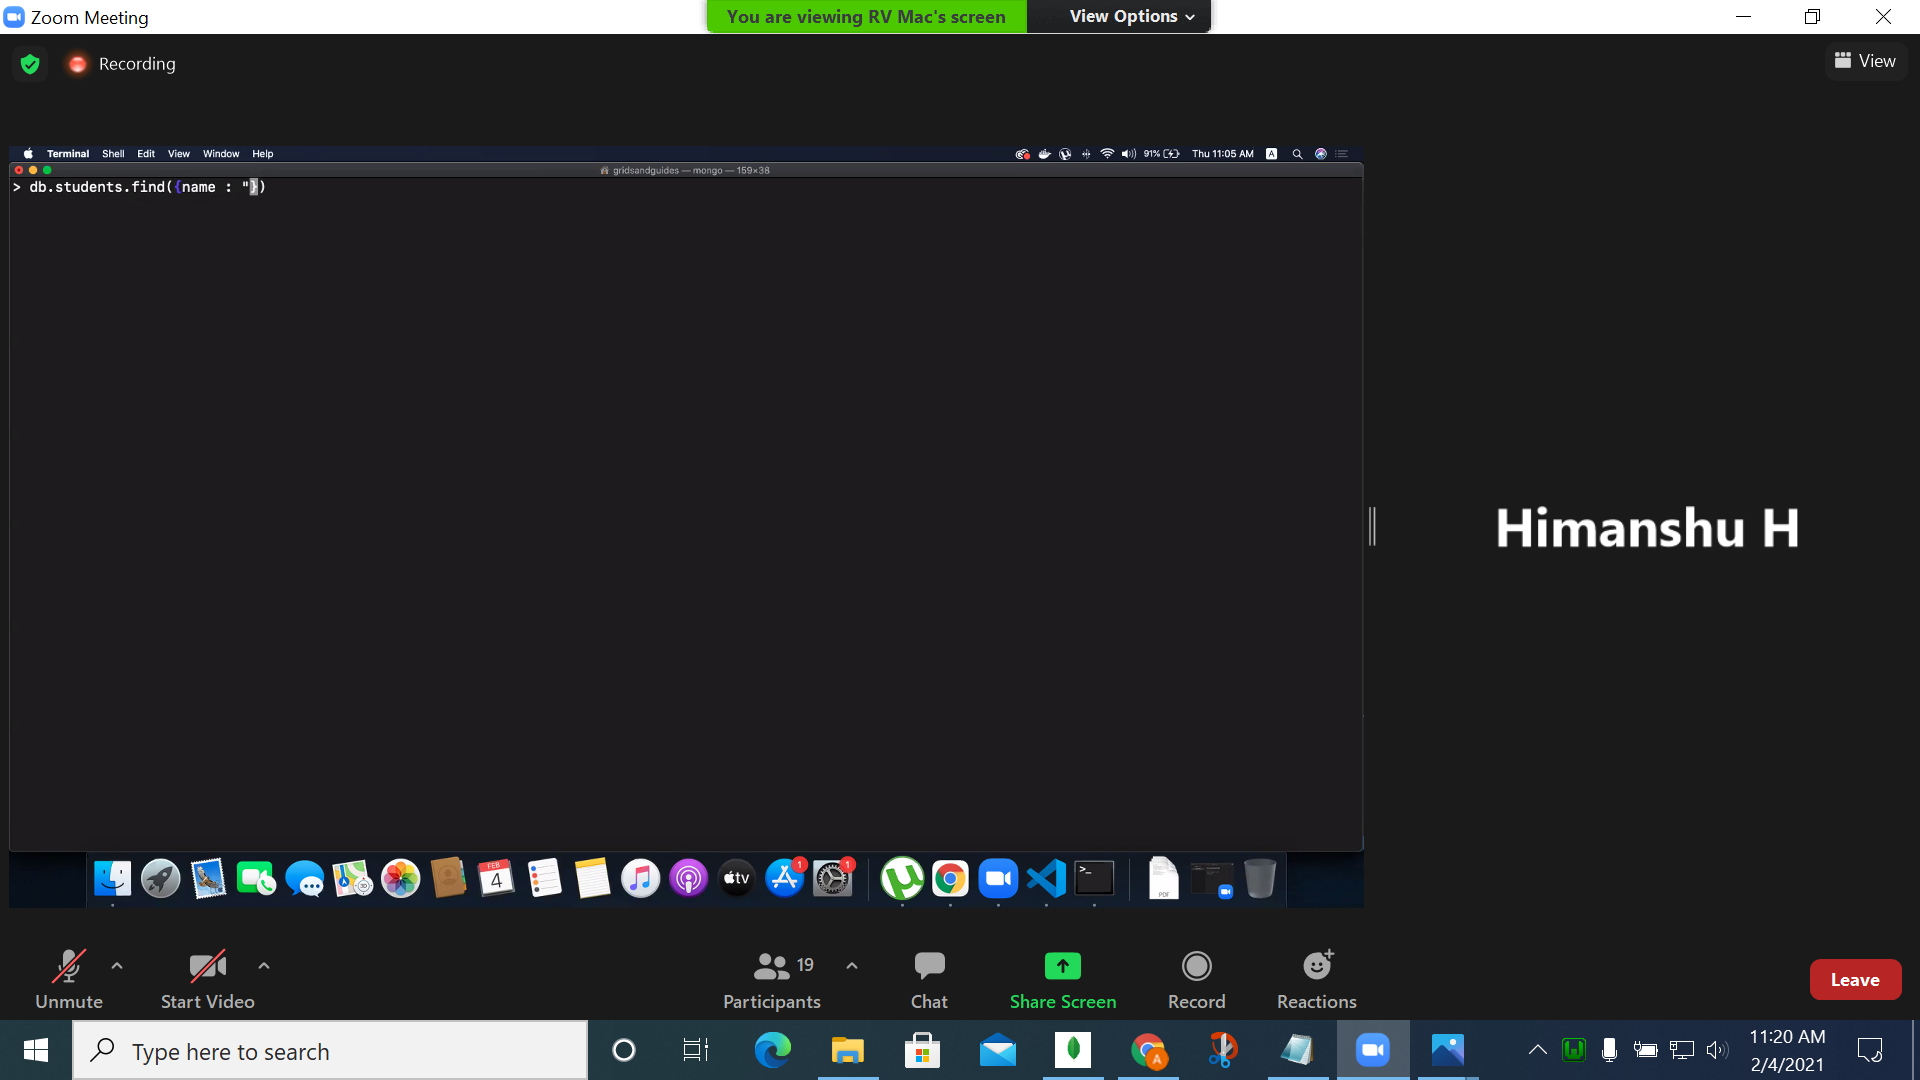 Zoom Meeting
You are viewing RV Mac's screen
View Options
Recording
View
Terminal Shell Edit View Window Help
91%
Thu 11:05 AM
A
gridsandguides — mongo — 159×38
> db.students.find({name : "})
Himanshu H
FEB
4
tv
1
1
PDF
Unmute
Start Video
19
Participants
Chat
Share Screen
Record
Reactions
Leave
Type here to search
A
11:20 AM
2/4/2021